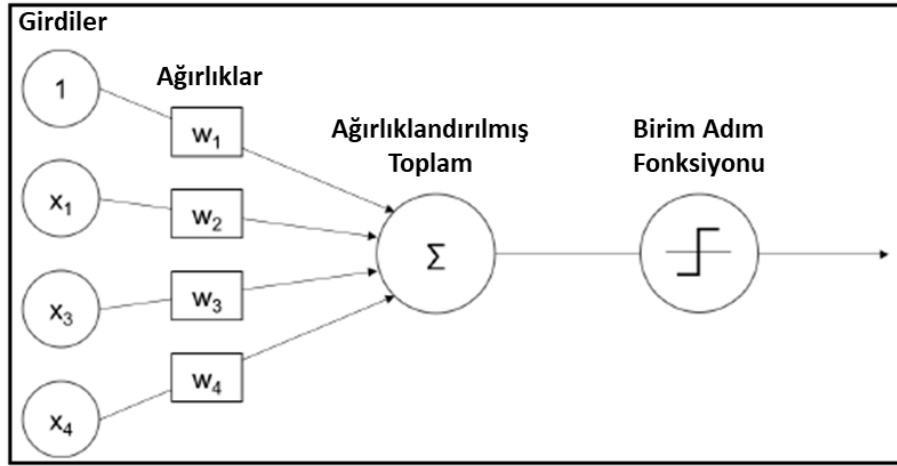 Girdiler
1
x₁
x₃
x₄
Ağırlıklar
w₁
w₂
w₃
w₄
Ağırlıklandırılmış
Toplam
Σ
Birim Adım
Fonksiyonu